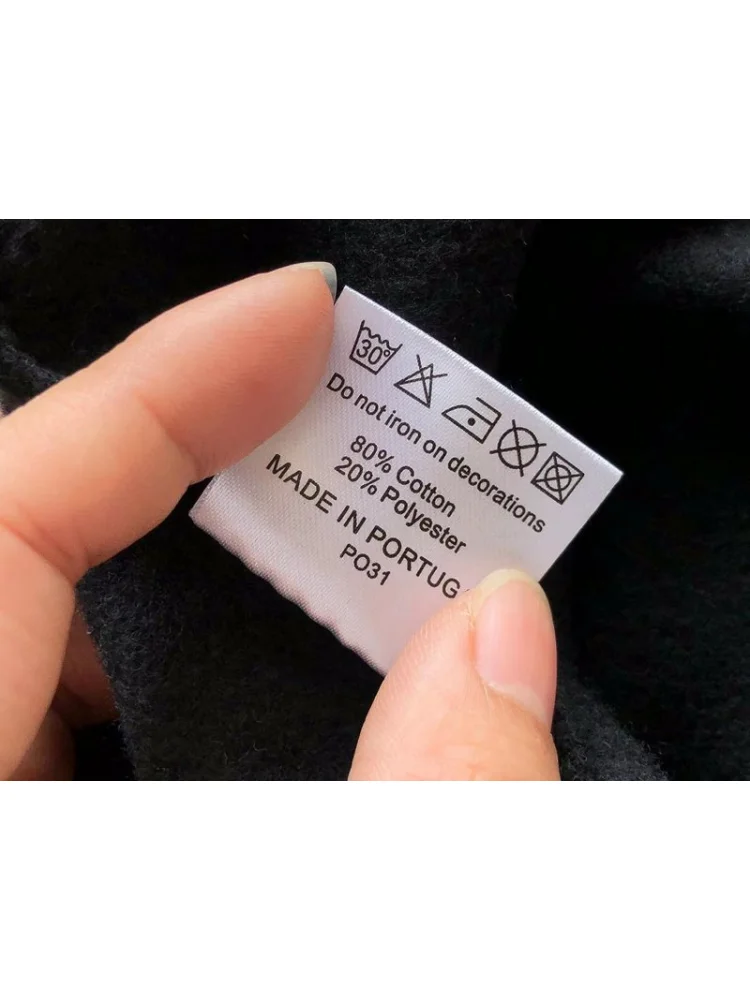 30°
Do not iron on decorations
80% Cotton
20% Polyester
MADE IN PORTUG
PO31